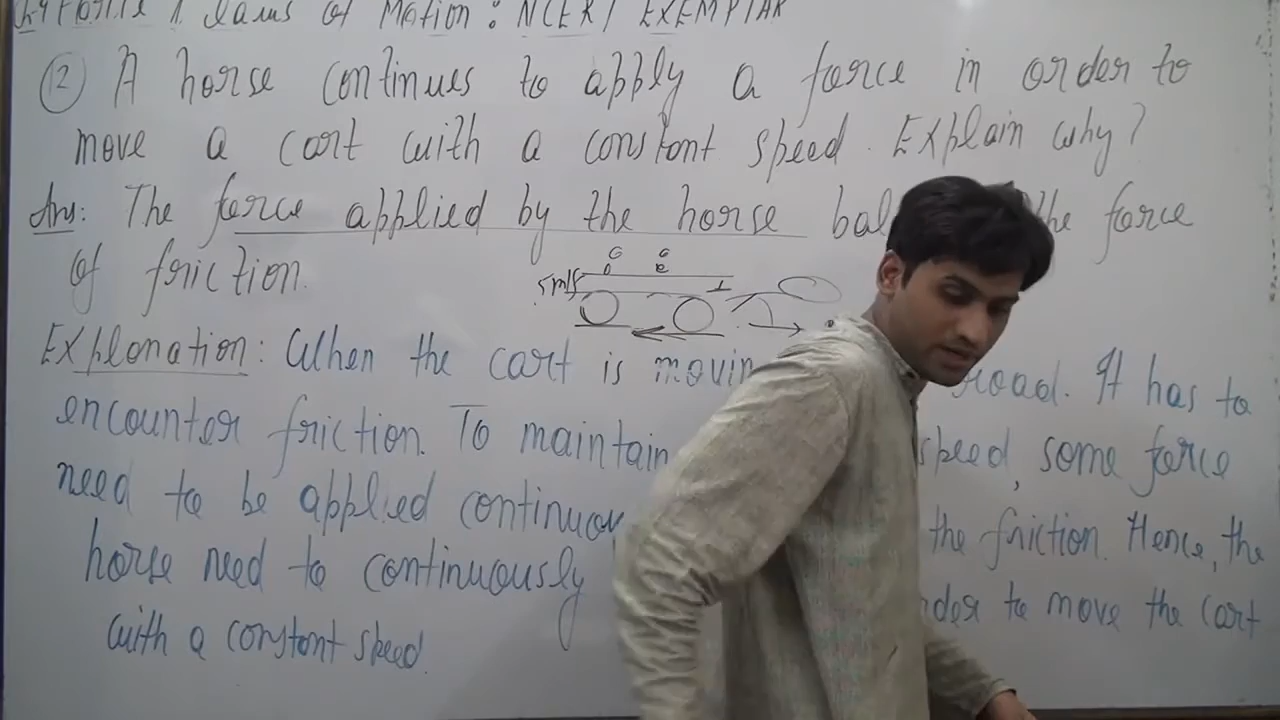 Laws of Motion : NCERT EXEMPLAR
(12) A horse continues to apply a force in order to
move a cart with a constant speed. Explain why?
Ans: The force applied by the horse bal the force
of friction.
5m/s
Explanation: When the cart is movin road. It has to
encounter friction. To maintain speed, some force
need to be applied continuou the friction. Hence, the
horse need to continuously der to move the cart
with a constant speed.